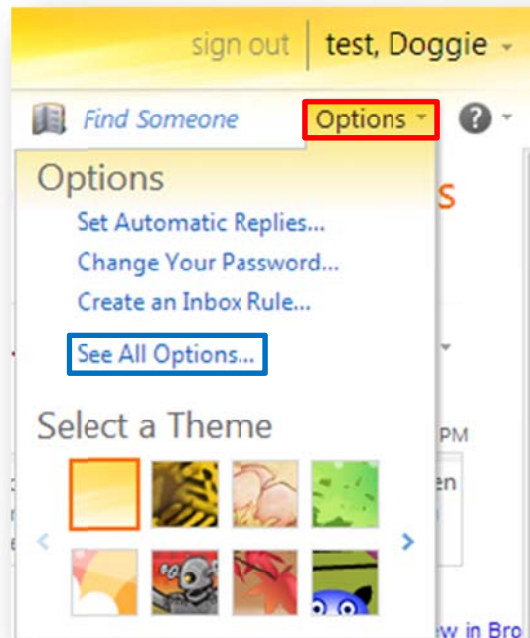 sign out | test, Doggie
Find Someone Options ?
Options
s
Set Automatic Replies...
Change Your Password...
Create an Inbox Rule...
See All Options...
Select a Theme
PM
en
w in Bro